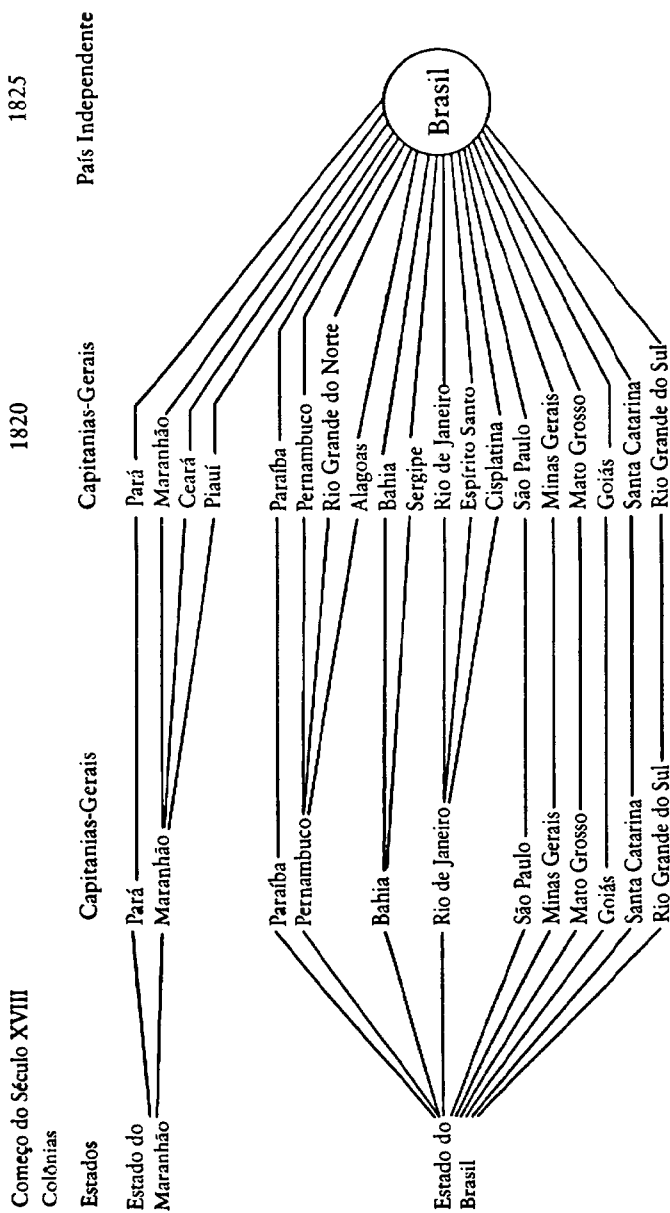 Começo do Século XVIII
Colônias
Estados
Capitanias-Gerais
1820
Capitanias-Gerais
1825
País Independente
Estado do
Maranhão
Estado do
Brasil
Pará
Maranhão
Paraíba
Pernambuco
Bahia
Rio de Janeiro
São Paulo
Minas Gerais
Mato Grosso
Goiás
Santa Catarina
Rio Grande do Sul
Pará
Maranhão
Ceará
Piauí
Paraíba
Pernambuco
Rio Grande do Norte
Alagoas
Bahia
Sergipe
Rio de Janeiro
Espírito Santo
Cisplatina
São Paulo
Minas Gerais
Mato Grosso
Goiás
Santa Catarina
Rio Grande do Sul
Brasil